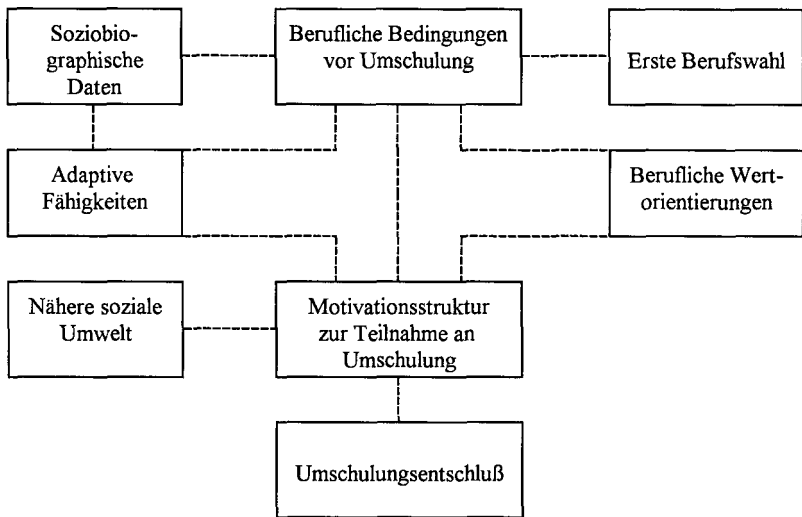 Soziobio-
graphische
Daten
Berufliche Bedingungen
vor Umschulung
Erste Berufswahl
Adaptive
Fähigkeiten
Berufliche Wert-
orientierungen
Nähere soziale
Umwelt
Motivationsstruktur
zur Teilnahme an
Umschulung
Umschulungsentschluß